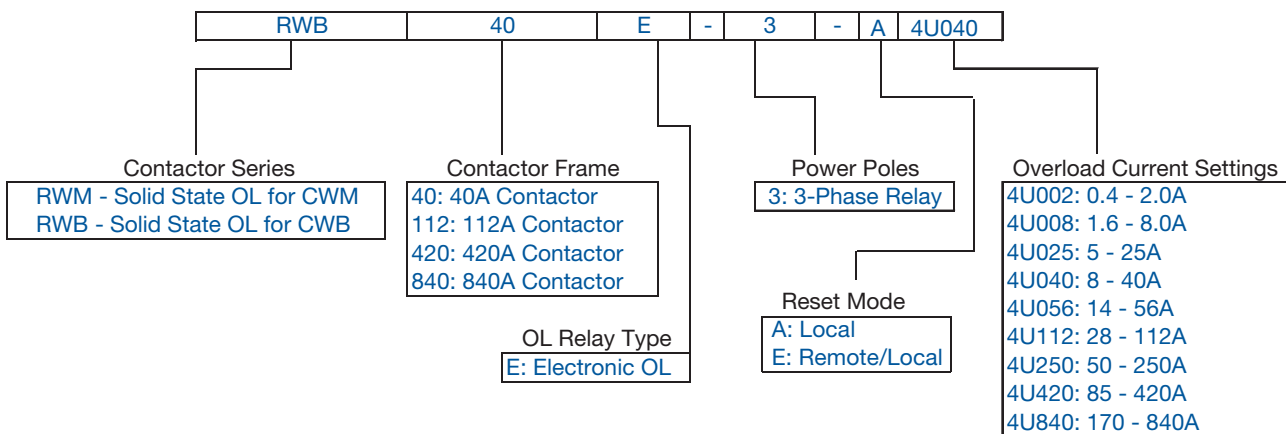 RWB 40 E - 3 - A 4U040
Contactor Series
RWM - Solid State OL for CWM
RWB - Solid State OL for CWB
Contactor Frame
40: 40A Contactor
112: 112A Contactor
420: 420A Contactor
840: 840A Contactor
OL Relay Type
E: Electronic OL
Power Poles
3: 3-Phase Relay
Reset Mode
A: Local
E: Remote/Local
Overload Current Settings
4U002: 0.4 - 2.0A
4U008: 1.6 - 8.0A
4U025: 5 - 25A
4U040: 8 - 40A
4U056: 14 - 56A
4U112: 28 - 112A
4U250: 50 - 250A
4U420: 85 - 420A
4U840: 170 - 840A